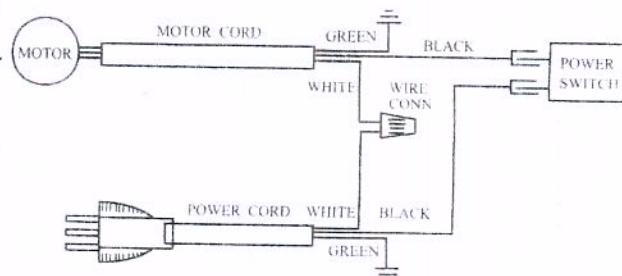 MOTOR CORD
GREEN
BLACK
MOTOR
POWER
SWITCH
WHITE
WIRE
CONN
POWER CORD
WHITE
BLACK
GREEN